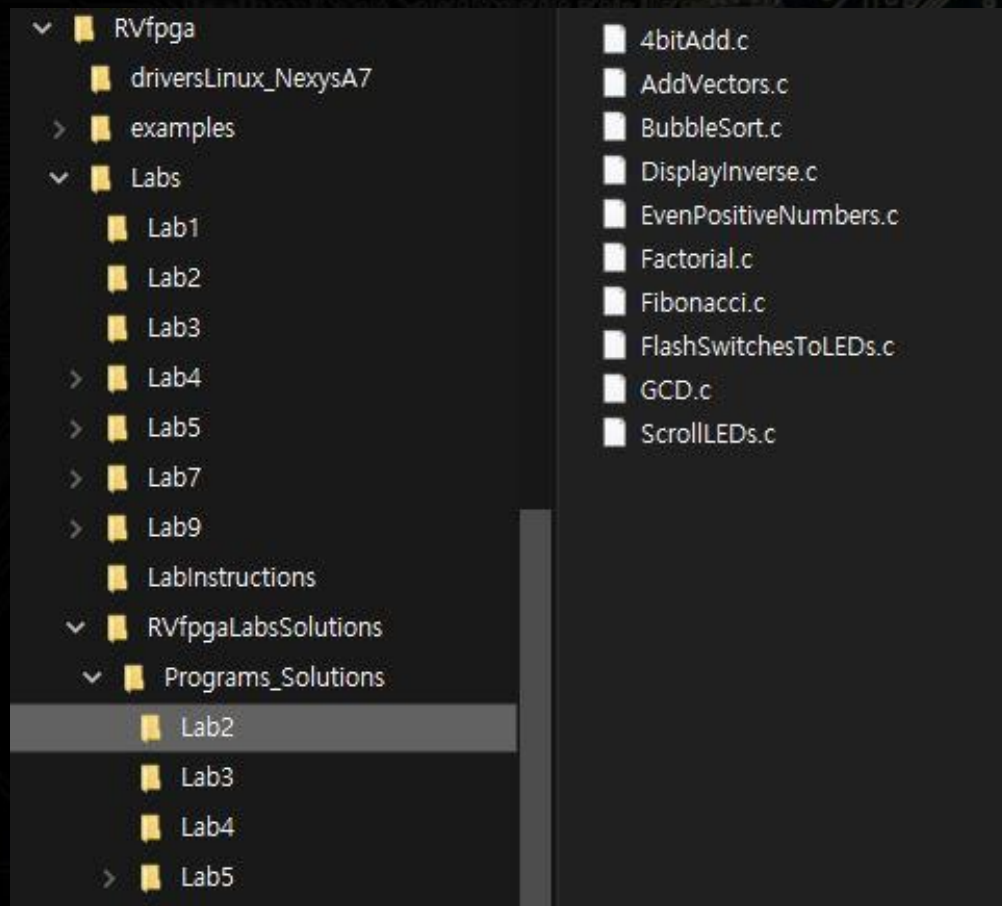 RVfpga
driversLinux_NexysA7
examples
Labs
Lab1
Lab2
Lab3
Lab4
Lab5
Lab7
Lab9
LabInstructions
RVfpgaLabsSolutions
Programs_Solutions
Lab2
Lab3
Lab4
Lab5
4bitAdd.c
AddVectors.c
BubbleSort.c
DisplayInverse.c
EvenPositiveNumbers.c
Factorial.c
Fibonacci.c
FlashSwitchesToLEDs.c
GCD.c
ScrollLEDs.c